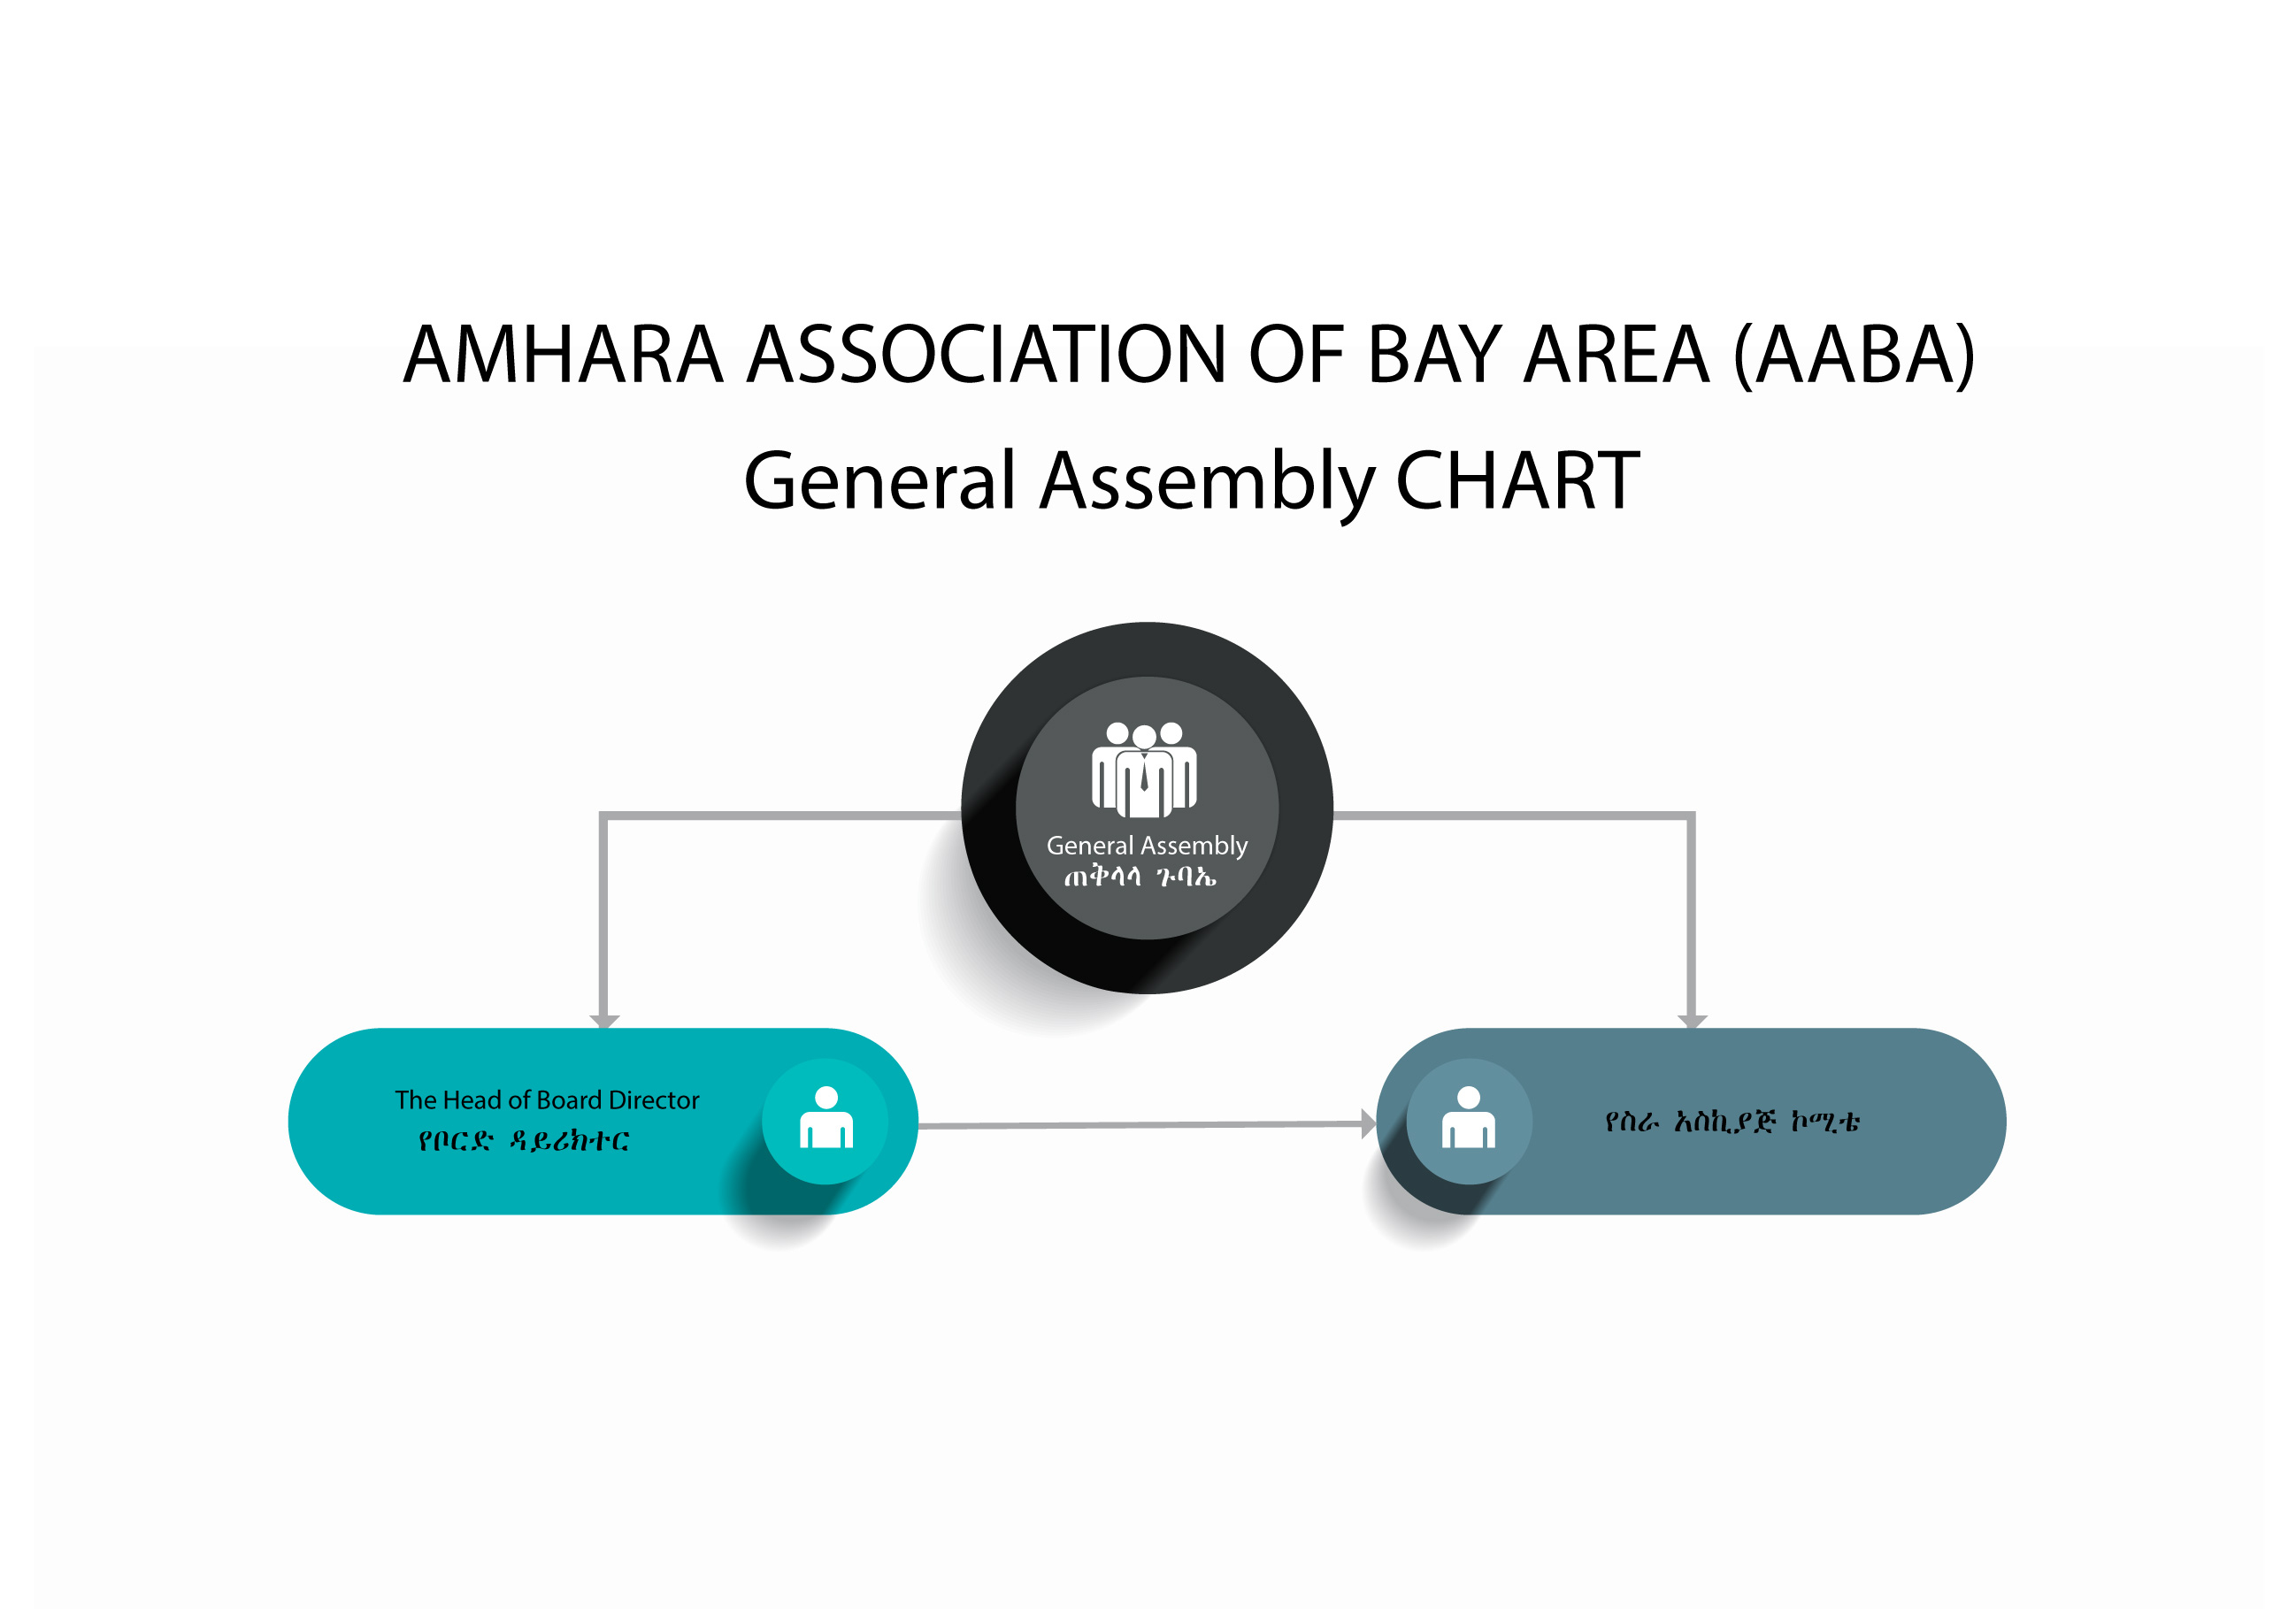 AMHARA ASSOCIATION OF BAY AREA (AABA)
General Assembly CHART
General Assembly
ጠቅላላ ጉባኤ
The Head of Board Director
የቦርድ ዳይሬክተር
የስራ አስኪያጅ ኮሚቴ